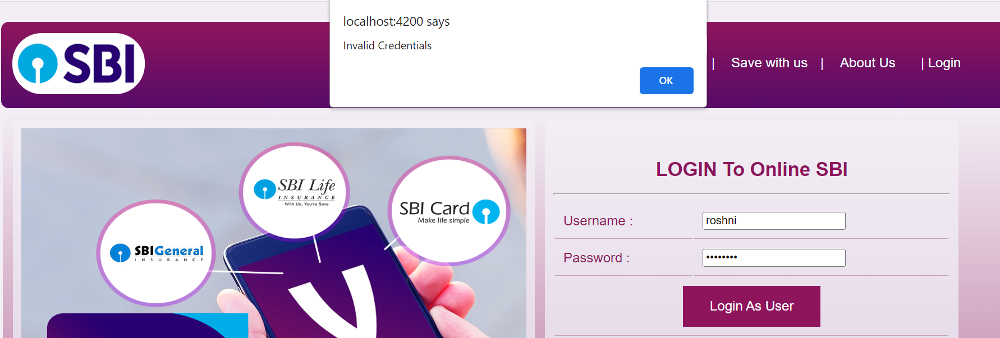 localhost:4200 says
Invalid Credentials
OK
SBI
| Save with us | About Us | Login
SBI Life
INSURANCE
With Us, You're Sure
SBI Card
Make life simple
SBIGeneral
INSURANCE
LOGIN To Online SBI
Username : roshni
Password : ••••••••
Login As User